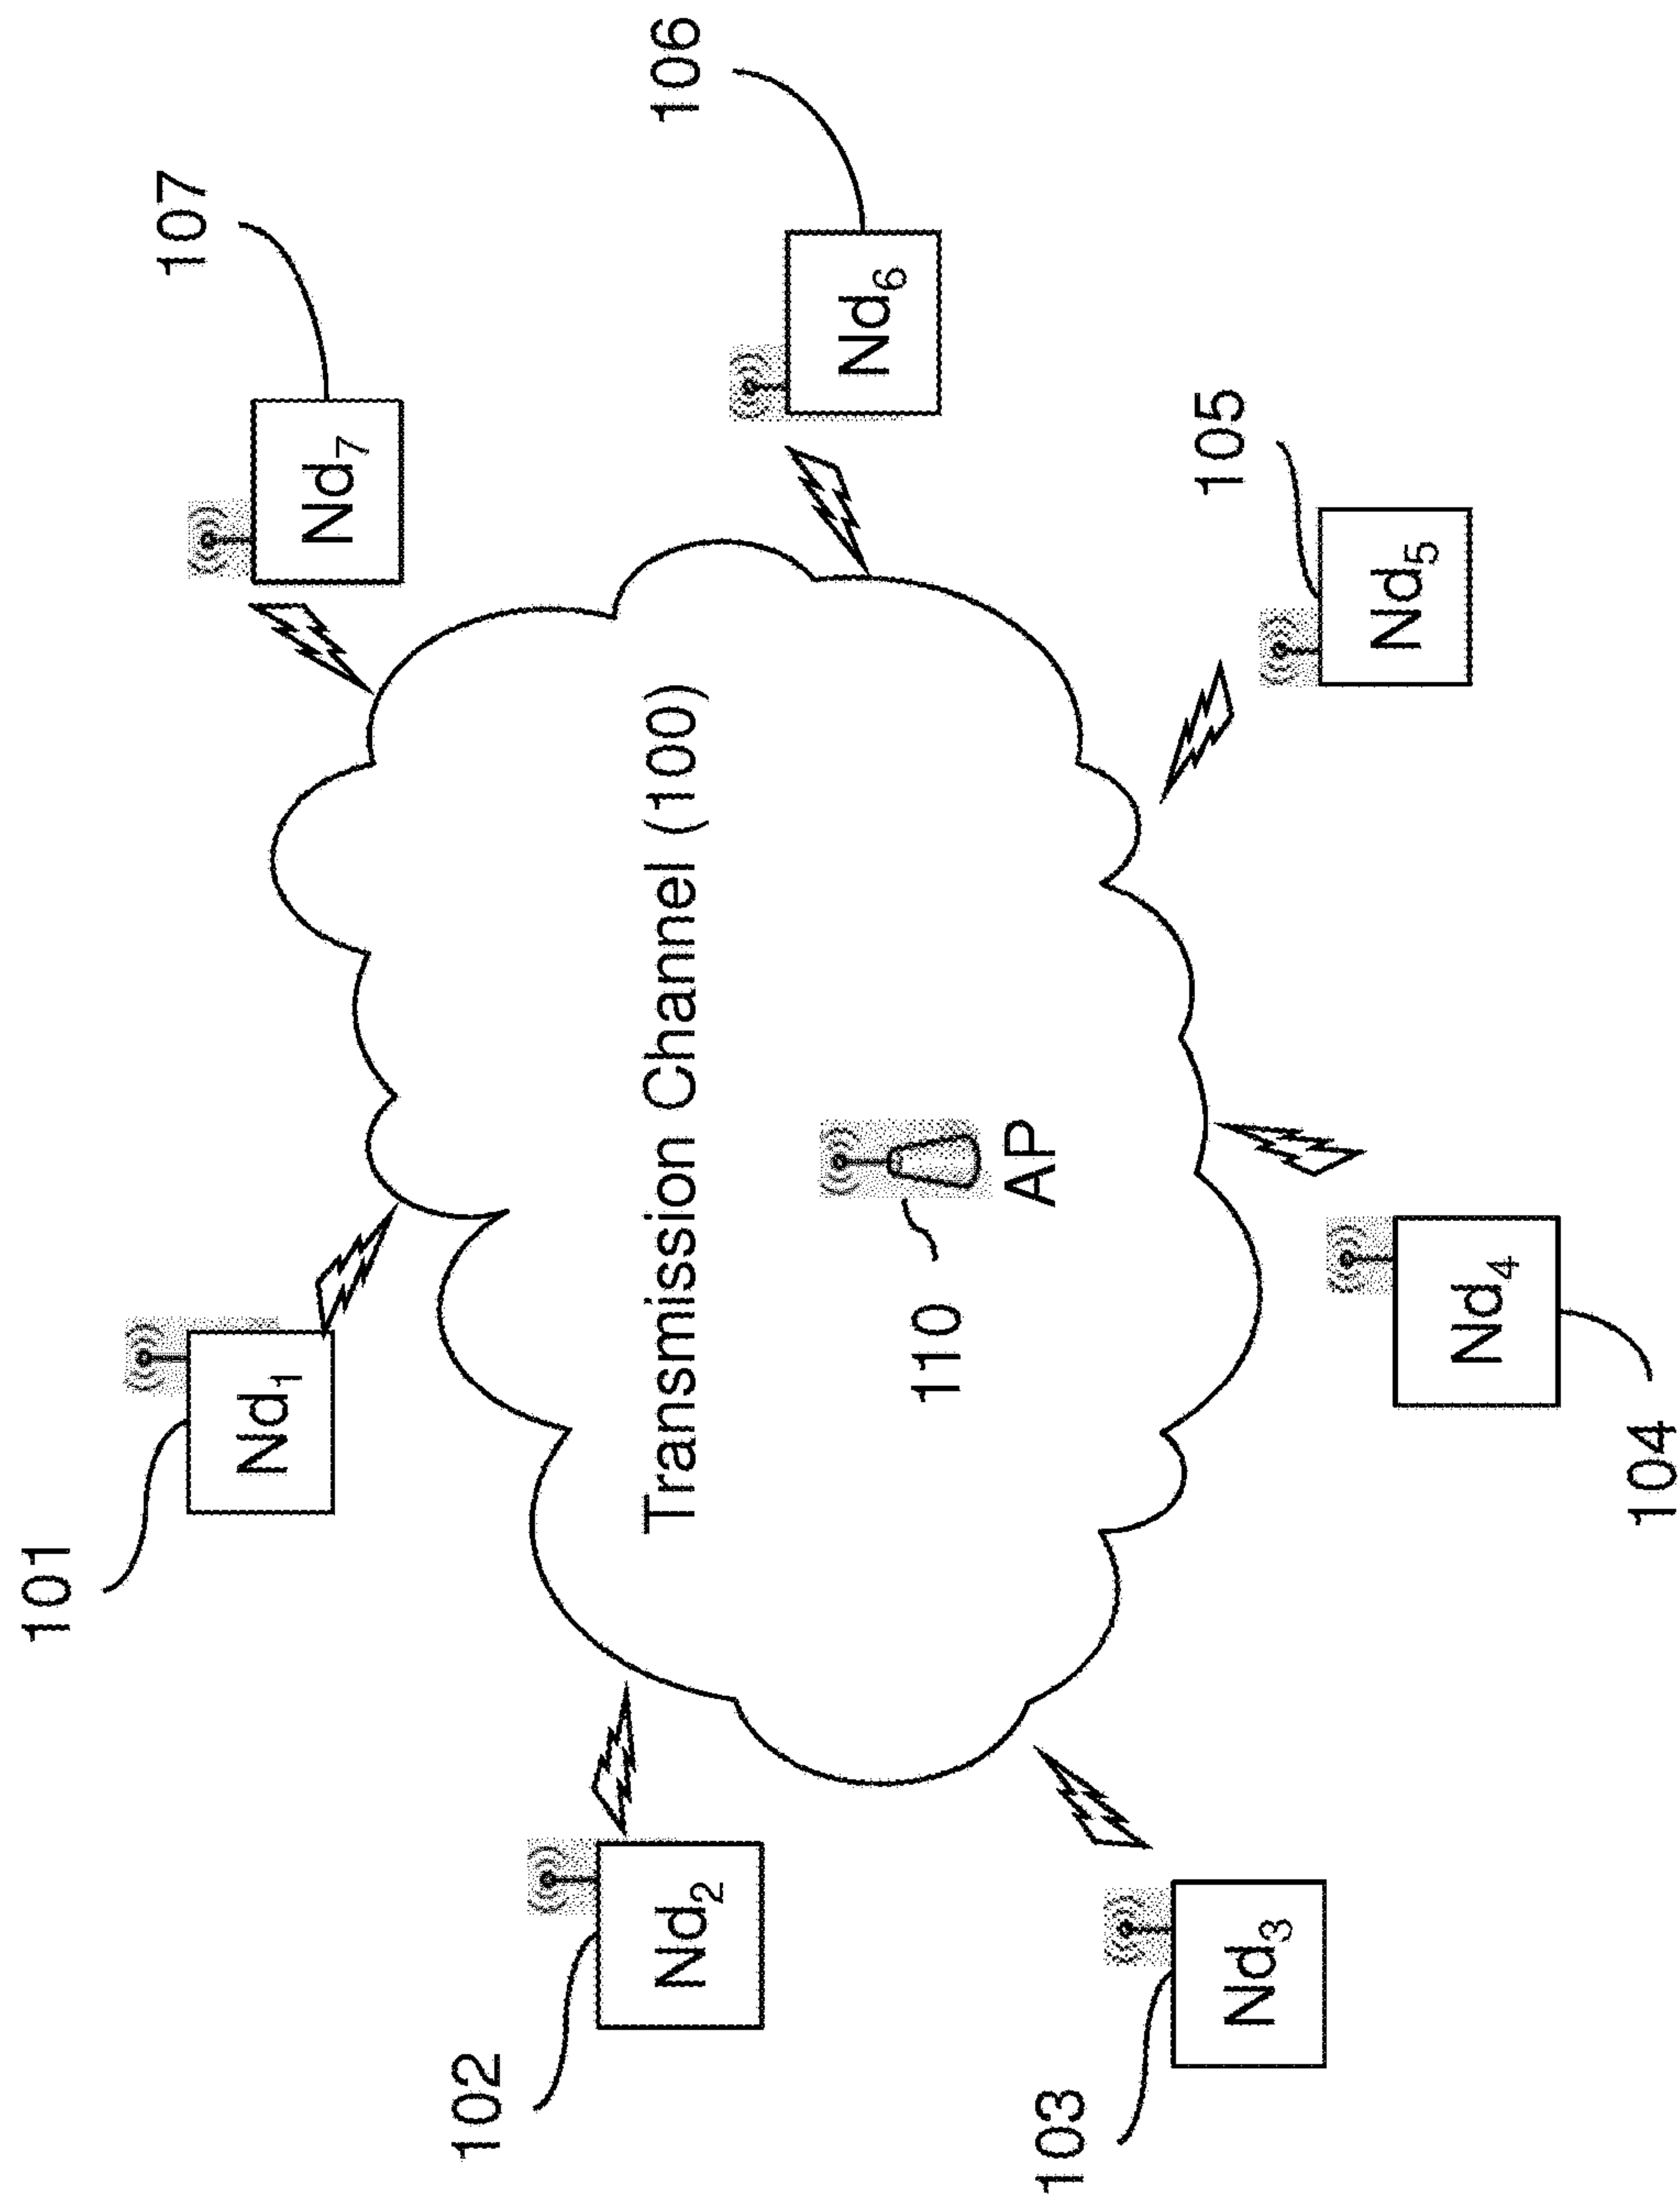 101
Nd1
107
Nd7
102
Nd2
Transmission Channel (100)
106
Nd6
110
AP
103
Nd3
105
Nd5
104
Nd4